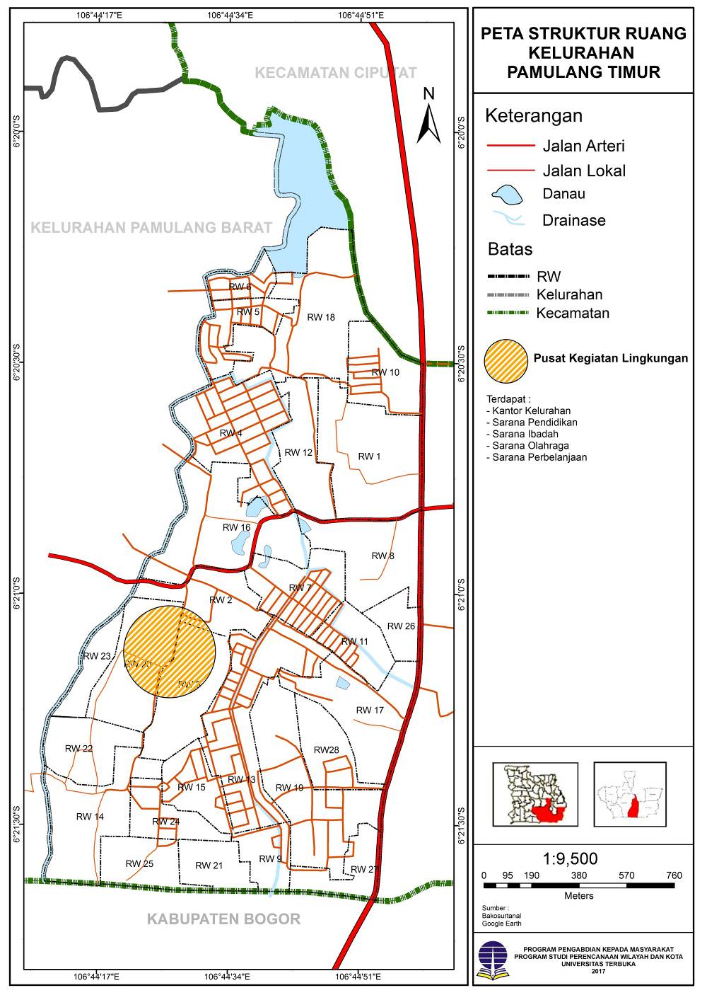 106°44'17"E
106°44'34"E
106°44'51"E
PETA STRUKTUR RUANG
KELURAHAN
PAMULANG TIMUR
KECAMATAN CIPUTAT
N
6°20'0"S
6°20'0"S
KELURAHAN PAMULANG BARAT
RW 6
RW 5
RW 18
6°20'30"S
6°20'30"S
RW 10
RW 4
RW 12
RW 1
RW 16
RW 8
6°21'0"S
6°21'0"S
RW 7
RW 2
RW 26
RW 11
RW 23
RW 17
RW 22
RW28
RW 15
RW 13
RW 19
RW 14
RW 24
6°21'30"S
6°21'30"S
RW 25
RW 21
RW 9
RW 27
KABUPATEN BOGOR
106°44'17"E
106°44'34"E
106°44'51"E
Keterangan
Jalan Arteri
Jalan Lokal
Danau
Drainase
Batas
RW
Kelurahan
Kecamatan
Pusat Kegiatan Lingkungan
Terdapat :
- Kantor Kelurahan
- Sarana Pendidikan
- Sarana Ibadah
- Sarana Olahraga
- Sarana Perbelanjaan
1:9,500
0 95 190 380 570 760
Meters
Sumber :
Bakosurtanal
Google Earth
PROGRAM PENGABDIAN KEPADA MASYARAKAT
PROGRAM STUDI PERENCANAAN WILAYAH DAN KOTA
UNIVERSITAS TERBUKA
2017